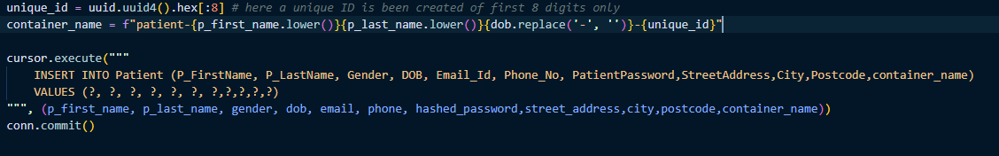 unique_id = uuid.uuid4().hex[:8] # here a unique ID is been created of first 8 digits only
container_name = f"patient-{p_first_name.lower()}{p_last_name.lower()}{dob.replace('-', '')}-{unique_id}"
cursor.execute("""
INSERT INTO Patient (P_FirstName, P_LastName, Gender, DOB, Email_Id, Phone_No, PatientPassword,StreetAddress,City,Postcode,container_name)
VALUES (?, ?, ?, ?, ?, ?, ?,?,?,?,?)
""", (p_first_name, p_last_name, gender, dob, email, phone, hashed_password,street_address,city,postcode,container_name))
conn.commit()